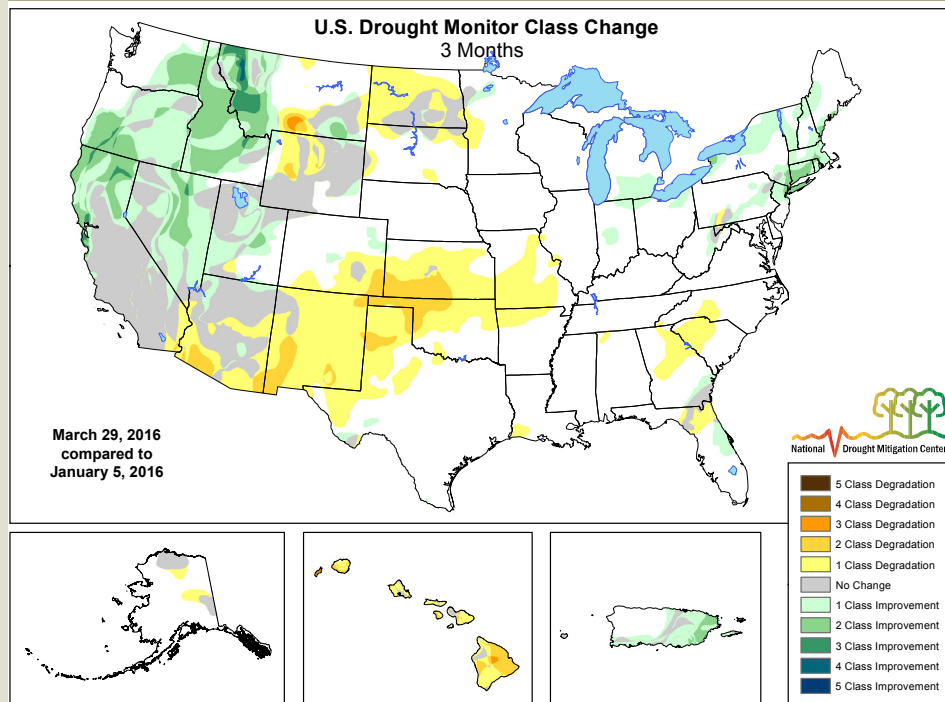 U.S. Drought Monitor Class Change
3 Months
March 29, 2016
compared to
January 5, 2016
National Drought Mitigation Center
5 Class Degradation
4 Class Degradation
3 Class Degradation
2 Class Degradation
1 Class Degradation
No Change
1 Class Improvement
2 Class Improvement
3 Class Improvement
4 Class Improvement
5 Class Improvement